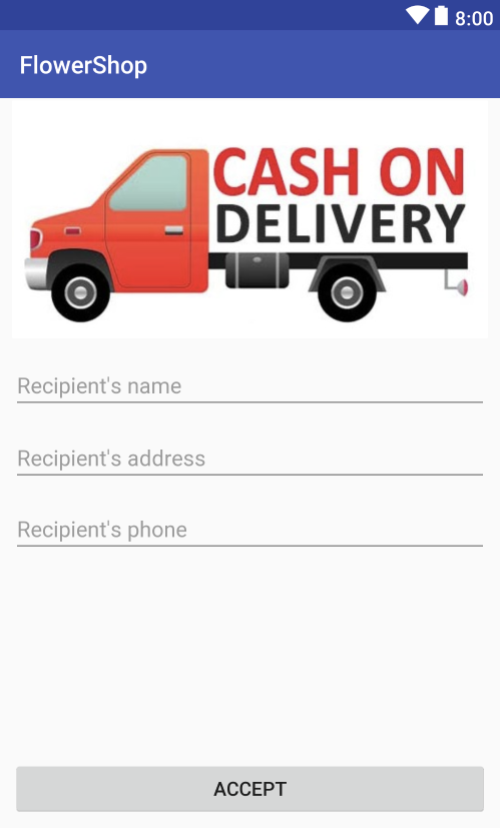 8:00
FlowerShop
CASH ON
DELIVERY
Recipient's name
Recipient's address
Recipient's phone
ACCEPT